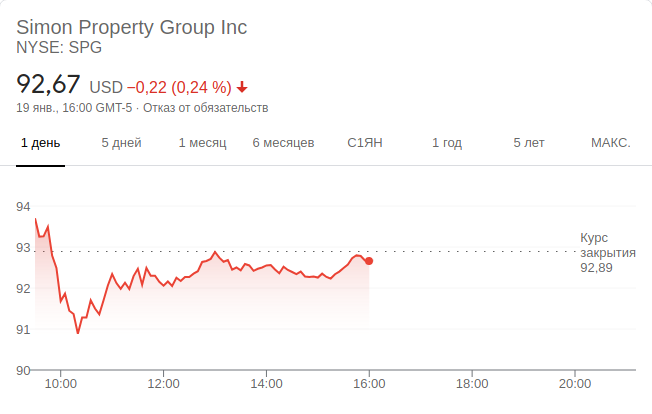 Simon Property Group Inc
NYSE: SPG
92,67 USD −0,22 (0,24 %)
19 янв., 16:00 GMT-5 · Отказ от обязательств
1 день 5 дней 1 месяц 6 месяцев С1ЯН 1 год 5 лет МАКС.
94
Курс
93
закрытия
92,89
92
91
90
10:00 12:00 14:00 16:00 18:00 20:00